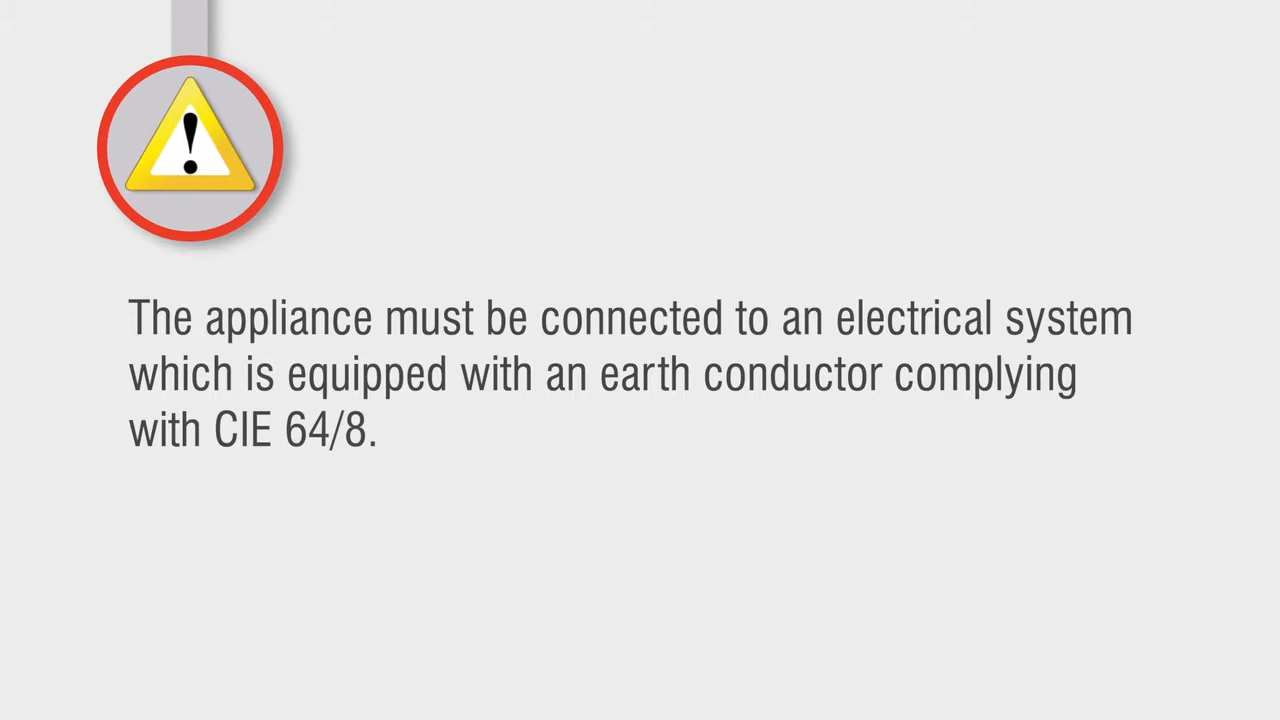 The appliance must be connected to an electrical system
which is equipped with an earth conductor complying
with CIE 64/8.